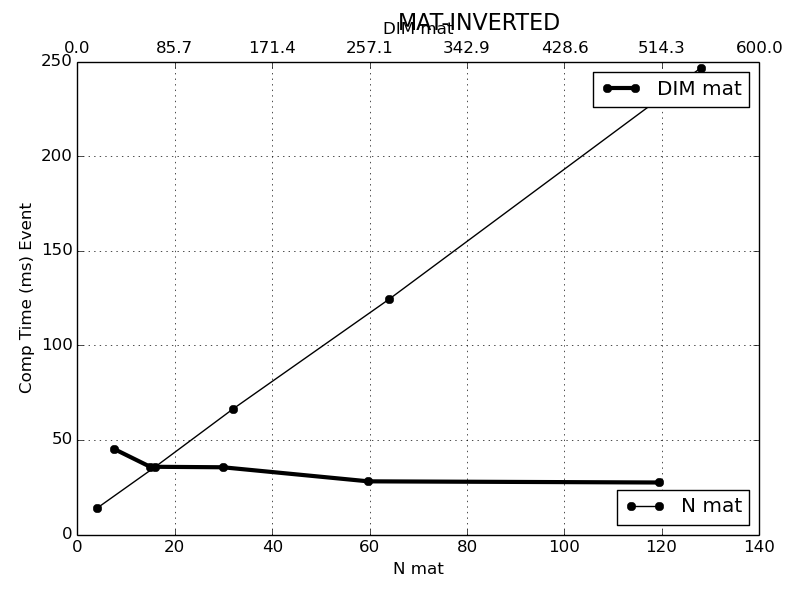 MAT-INVERTED
DIM mat
0.0 85.7 171.4 257.1 342.9 428.6 514.3 600.0
250
DIM mat
200
150
Comp Time (ms) Event
100
50
N mat
0
0 20 40 60 80 100 120 140
N mat